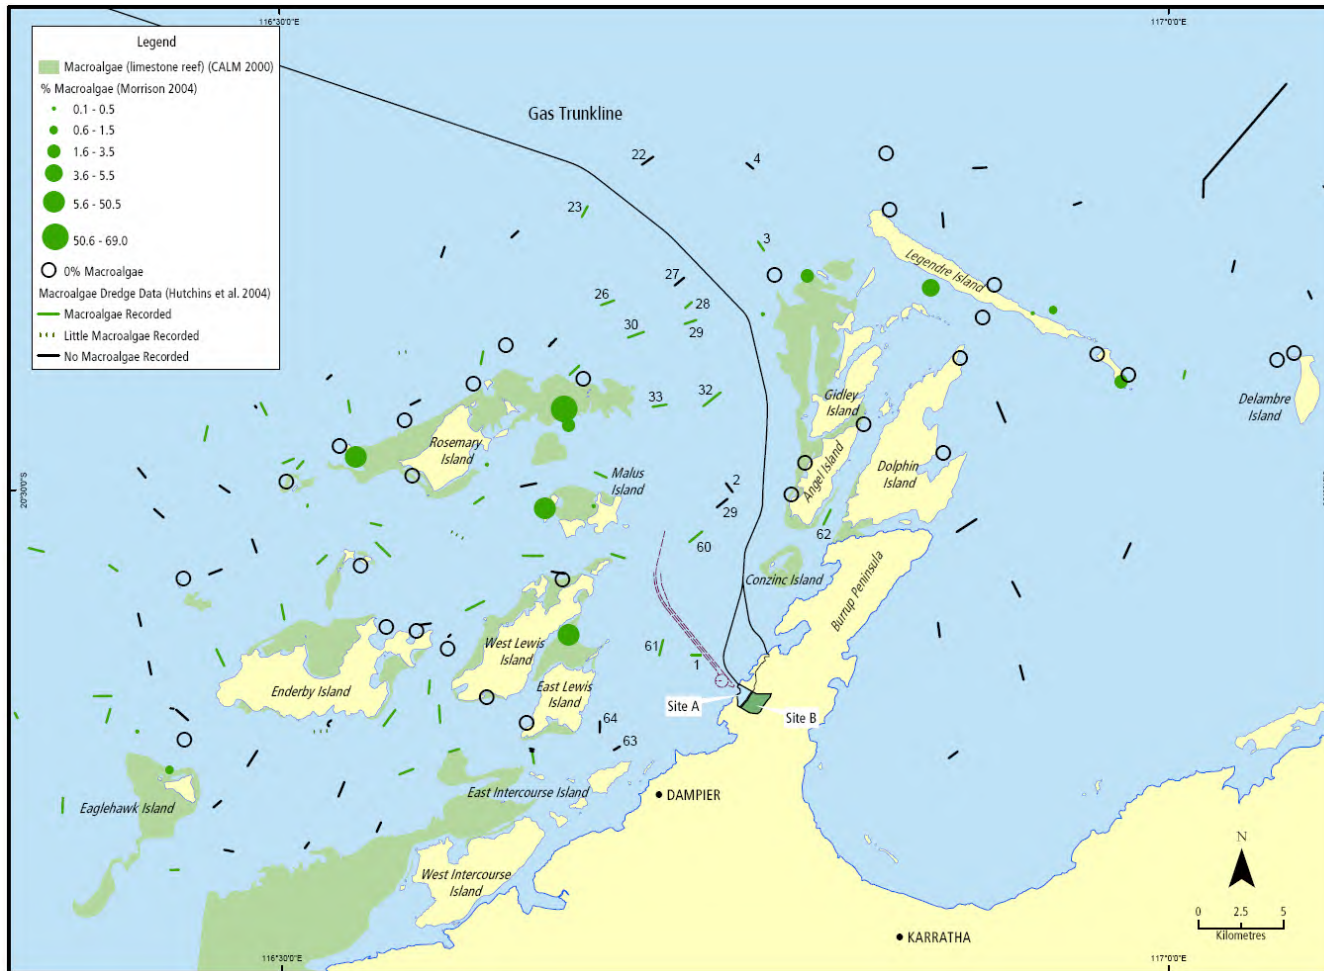 116°30'0"E
117°0'0"E
Legend
Macroalgae (limestone reef) (CALM 2000)
% Macroalgae (Morrison 2004)
0.1 - 0.5
0.6 - 1.5
1.6 - 3.5
3.6 - 5.5
5.6 - 50.5
50.6 - 69.0
0% Macroalgae
Macroalgae Dredge Data (Hutchins et al. 2004)
Macroalgae Recorded
Little Macroalgae Recorded
No Macroalgae Recorded
Gas Trunkline
22
4
23
3
27
Legendre Island
26
28
30
29
33
32
Gidley
Island
Delambre
Island
Rosemary
Island
Malus
Island
Angel Island
Dolphin
Island
20°30'0"S
2
29
62
60
Conzinc Island
Burrup Peninsula
West Lewis
Island
61
1
Enderby Island
East Lewis
Island
Site A
Site B
64
63
Eaglehawk Island
East Intercourse Island
DAMPIER
West Intercourse
Island
N
0 2.5 5
Kilometres
KARRATHA
116°30'0"E
117°0'0"E